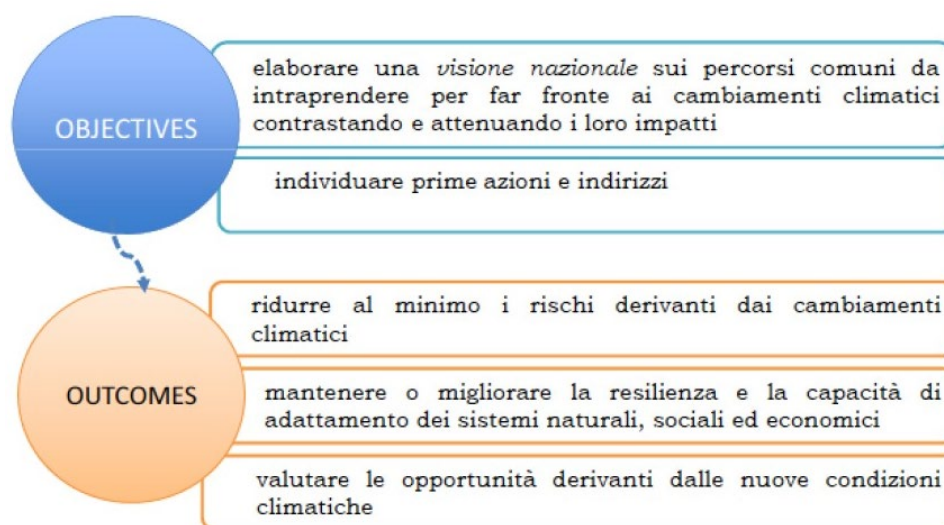 OBJECTIVES
elaborare una visione nazionale sui percorsi comuni da
intraprendere per far fronte ai cambiamenti climatici
contrastando e attenuando i loro impatti
individuare prime azioni e indirizzi
OUTCOMES
ridurre al minimo i rischi derivanti dai cambiamenti
climatici
mantenere o migliorare la resilienza e la capacità di
adattamento dei sistemi naturali, sociali ed economici
valutare le opportunità derivanti dalle nuove condizioni
climatiche